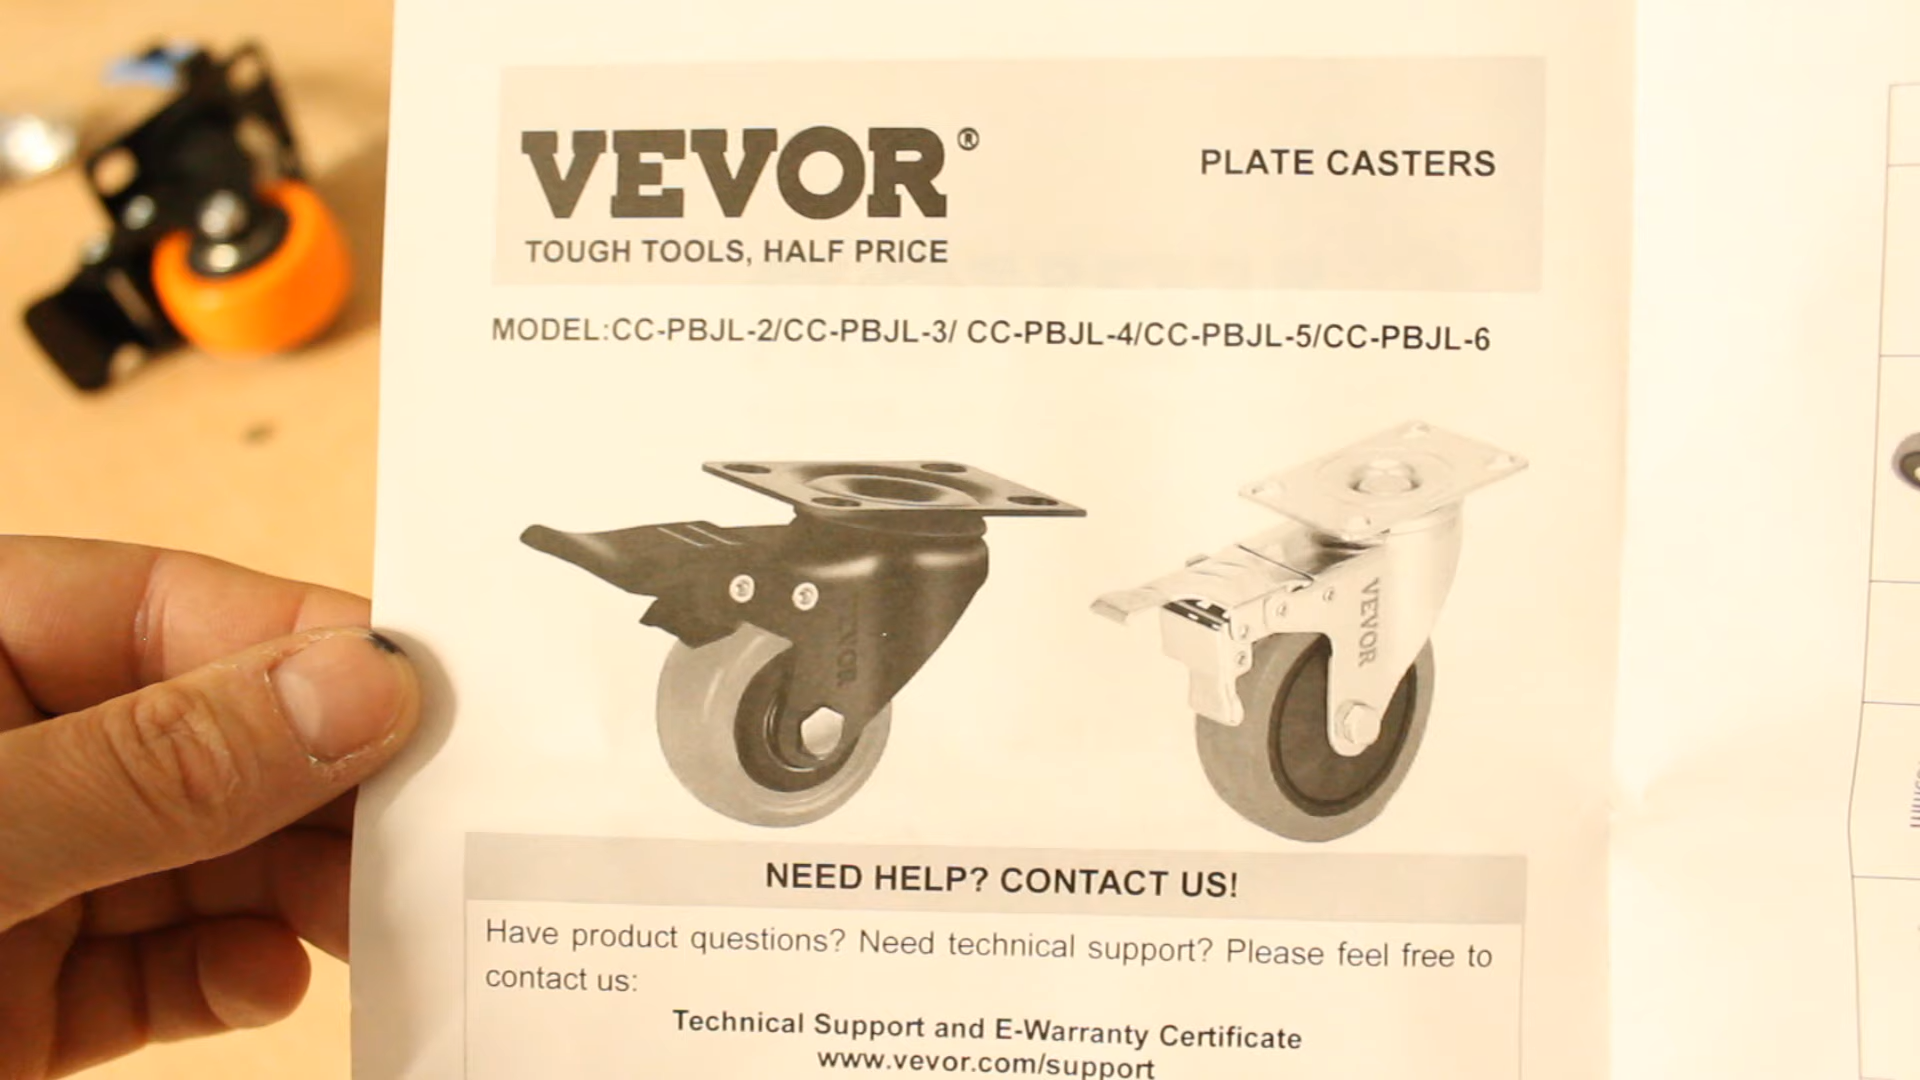 VEVOR®
TOUGH TOOLS, HALF PRICE
PLATE CASTERS
MODEL:CC-PBJL-2/CC-PBJL-3/ CC-PBJL-4/CC-PBJL-5/CC-PBJL-6
VEVOR
VEVOR
NEED HELP? CONTACT US!
Have product questions? Need technical support? Please feel free to
contact us:
Technical Support and E-Warranty Certificate
www.vevor.com/support